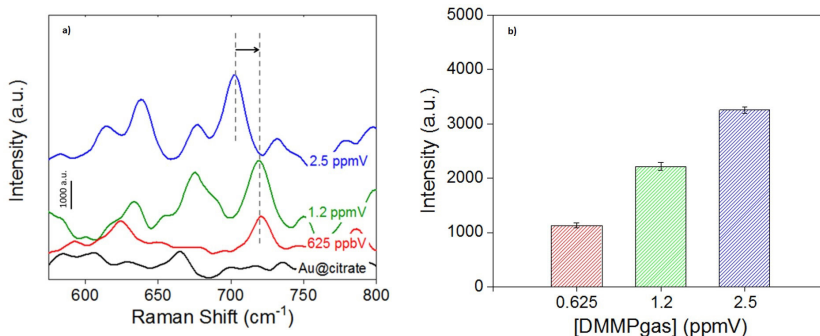 a)
Intensity (a.u.)
1000 a.u.
2.5 ppmV
1.2 ppmV
625 ppbV
Au@citrate
600 650 700 750 800
Raman Shift (cm⁻¹)
b)
Intensity (a.u.)
5000
4000
3000
2000
1000
0
0.625 1.2 2.5
[DMMPgas] (ppmv)